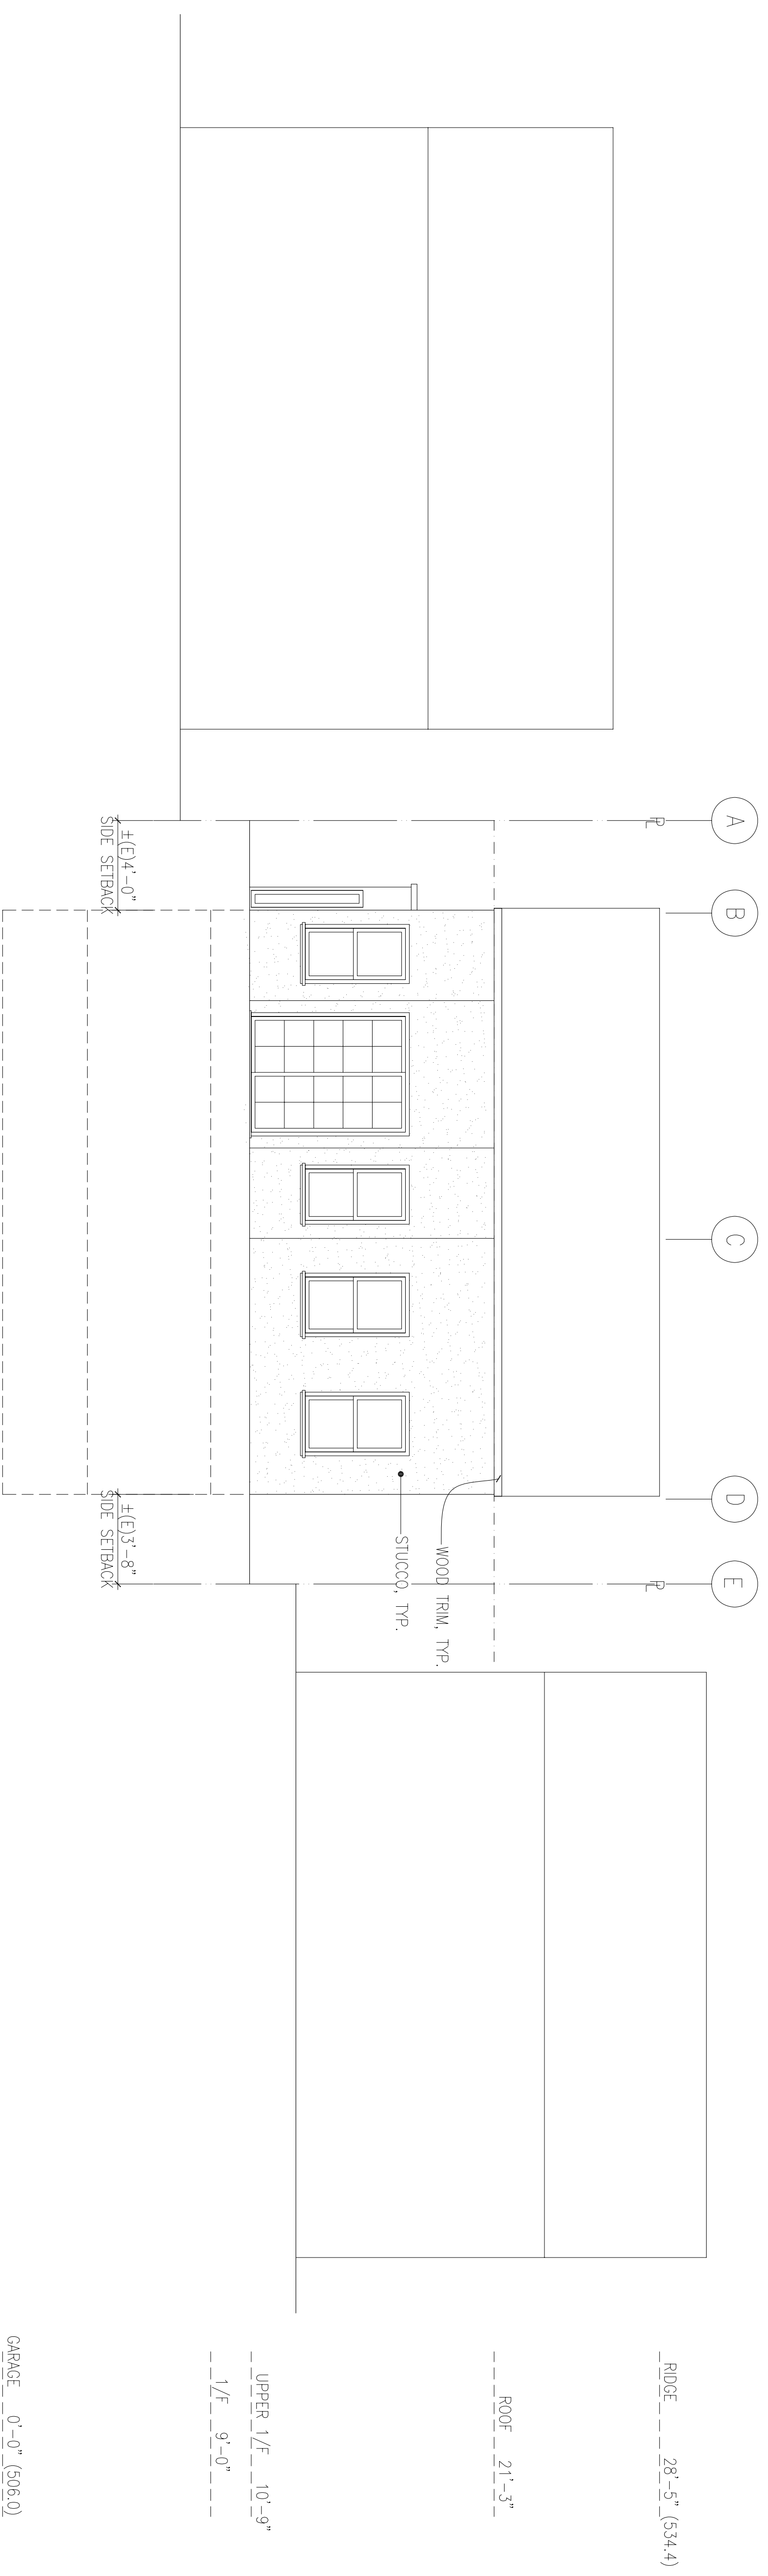 A
B
C
D
E
PL
PL
RIDGE 28'-5" (534.4)
ROOF 21'-3"
UPPER 1/F 10'-9"
1/F 9'-0"
GARAGE 0'-0" (506.0)
WOOD TRIM, TYP.
STUCCO, TYP.
±(E)4'-0"
SIDE SETBACK
±(E)3'-8"
SIDE SETBACK